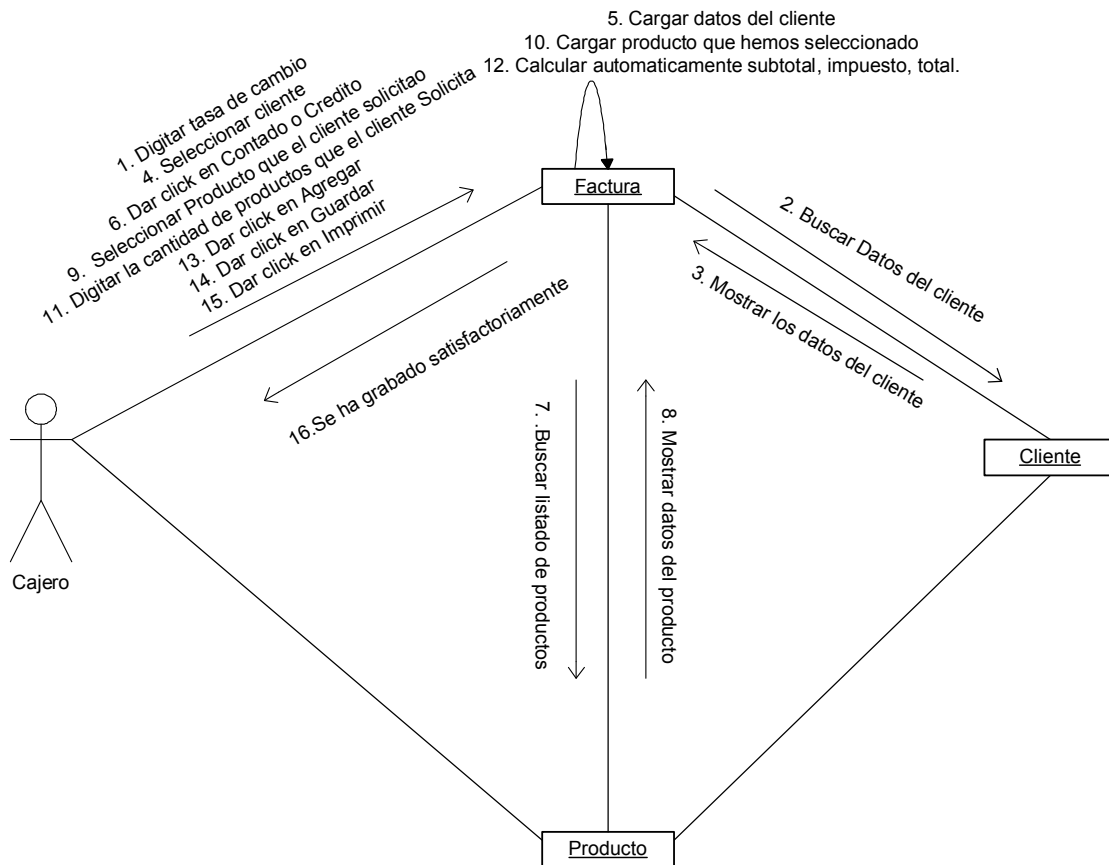 5. Cargar datos del cliente
10. Cargar producto que hemos seleccionado
12. Calcular automaticamente subtotal, impuesto, total.
1. Digitar tasa de cambio
4. Seleccionar cliente
6. Dar click en Contado o Credito
9.  Seleccionar Producto que el cliente solicitao
11. Digitar la cantidad de productos que el cliente Solicita
13. Dar click en Agregar
14. Dar click en Guardar
15. Dar click en Imprimir
Factura
2. Buscar Datos del cliente
3. Mostrar los datos del cliente
16.Se ha grabado satisfactoriamente
7. .Buscar listado de productos
8. Mostrar datos del producto
Cliente
Cajero
Producto